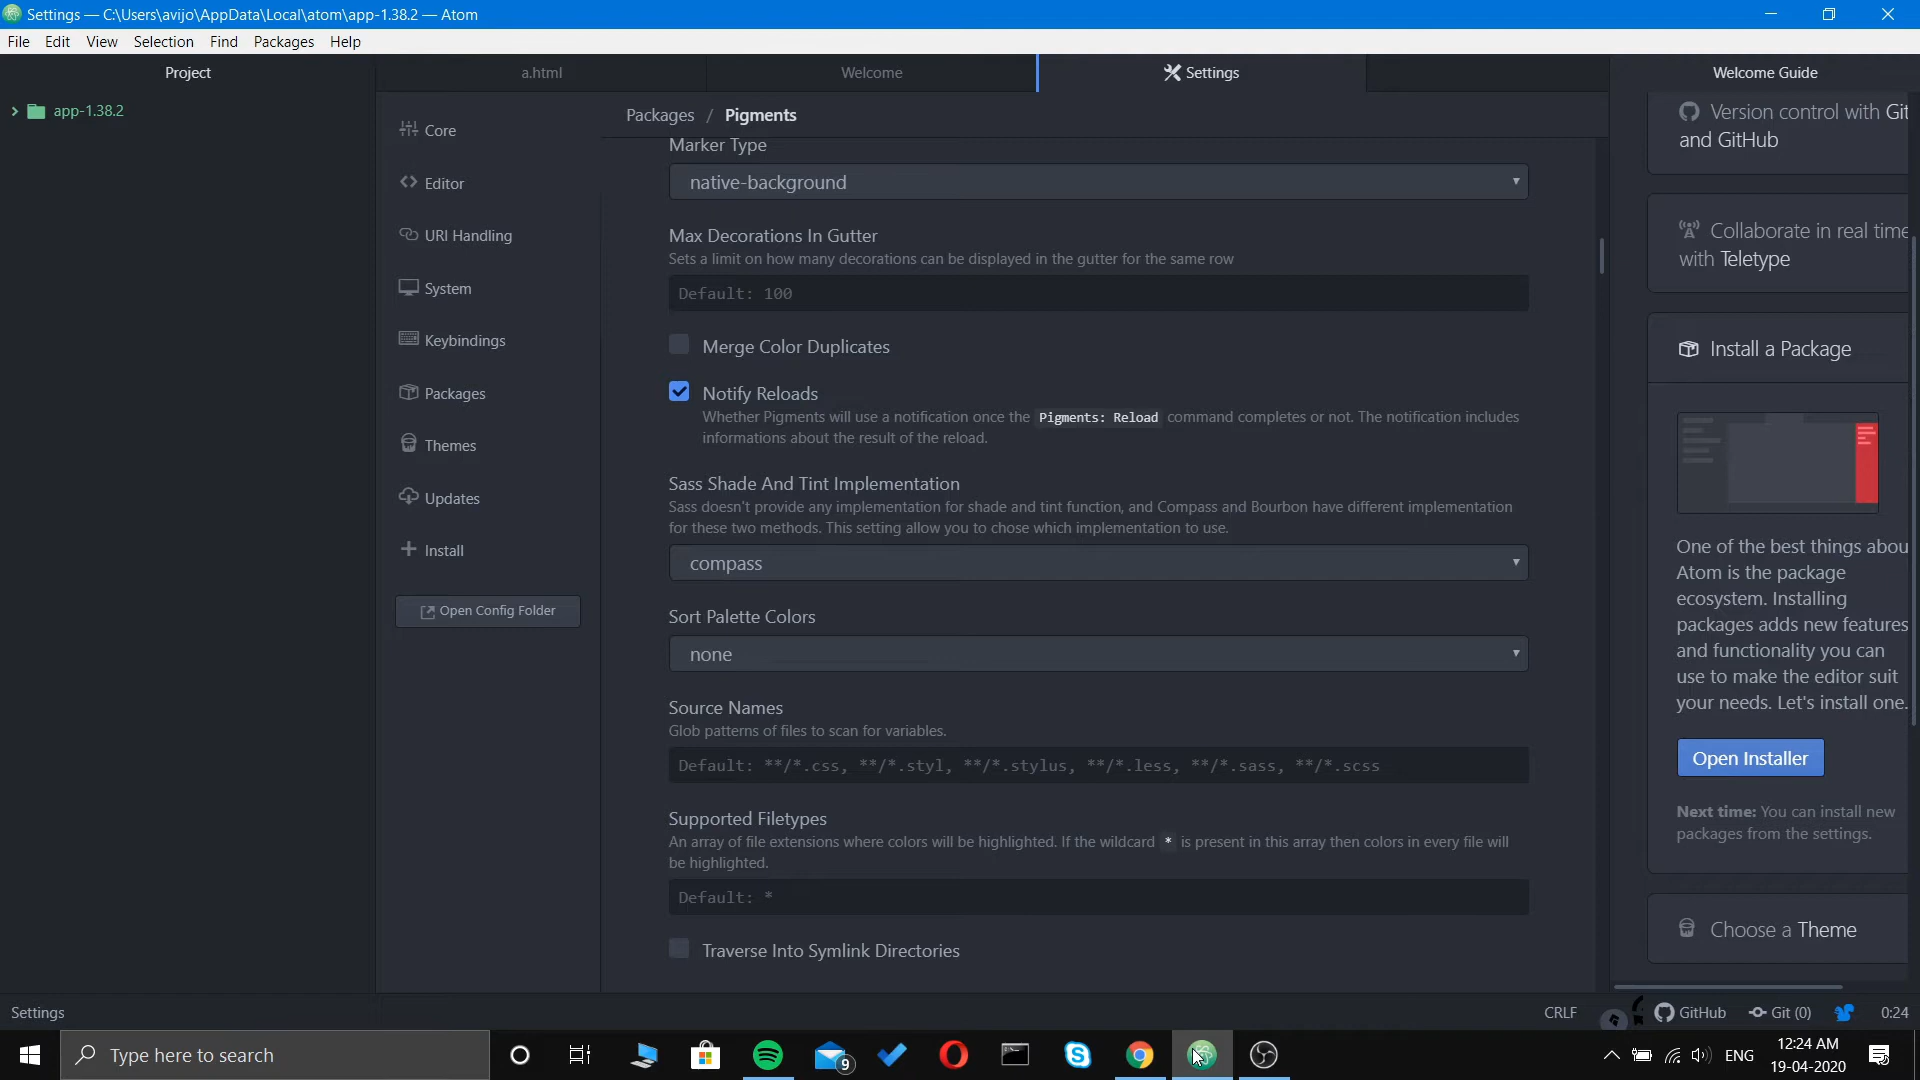 Settings — C:\Users\avijo\AppData\Local\atom\app-1.38.2 — Atom
File Edit View Selection Find Packages Help
Project
a.html
Welcome
Settings
Welcome Guide
app-1.38.2
Core
Editor
URI Handling
System
Keybindings
Packages
Themes
Updates
Install
Open Config Folder
Packages / Pigments
Marker Type
native-background
Max Decorations In Gutter
Sets a limit on how many decorations can be displayed in the gutter for the same row
Default: 100
Merge Color Duplicates
Notify Reloads
Whether Pigments will use a notification once the Pigments: Reload command completes or not. The notification includes
informations about the result of the reload.
Sass Shade And Tint Implementation
Sass doesn't provide any implementation for shade and tint function, and Compass and Bourbon have different implementation
for these two methods. This setting allow you to chose which implementation to use.
compass
Sort Palette Colors
none
Source Names
Glob patterns of files to scan for variables.
Default: **/*.css, **/*.styl, **/*.stylus, **/*.less, **/*.sass, **/*.scss
Supported Filetypes
An array of file extensions where colors will be highlighted. If the wildcard * is present in this array then colors in every file will
be highlighted.
Default: *
Traverse Into Symlink Directories
Version control with Git
and GitHub
Collaborate in real time
with Teletype
Install a Package
One of the best things abou
Atom is the package
ecosystem. Installing
packages adds new features
and functionality you can
use to make the editor suit
your needs. Let's install one.
Open Installer
Next time: You can install new
packages from the settings.
Choose a Theme
Settings
CRLF
GitHub
Git (0)
0:24
Type here to search
9
ENG
12:24 AM
19-04-2020